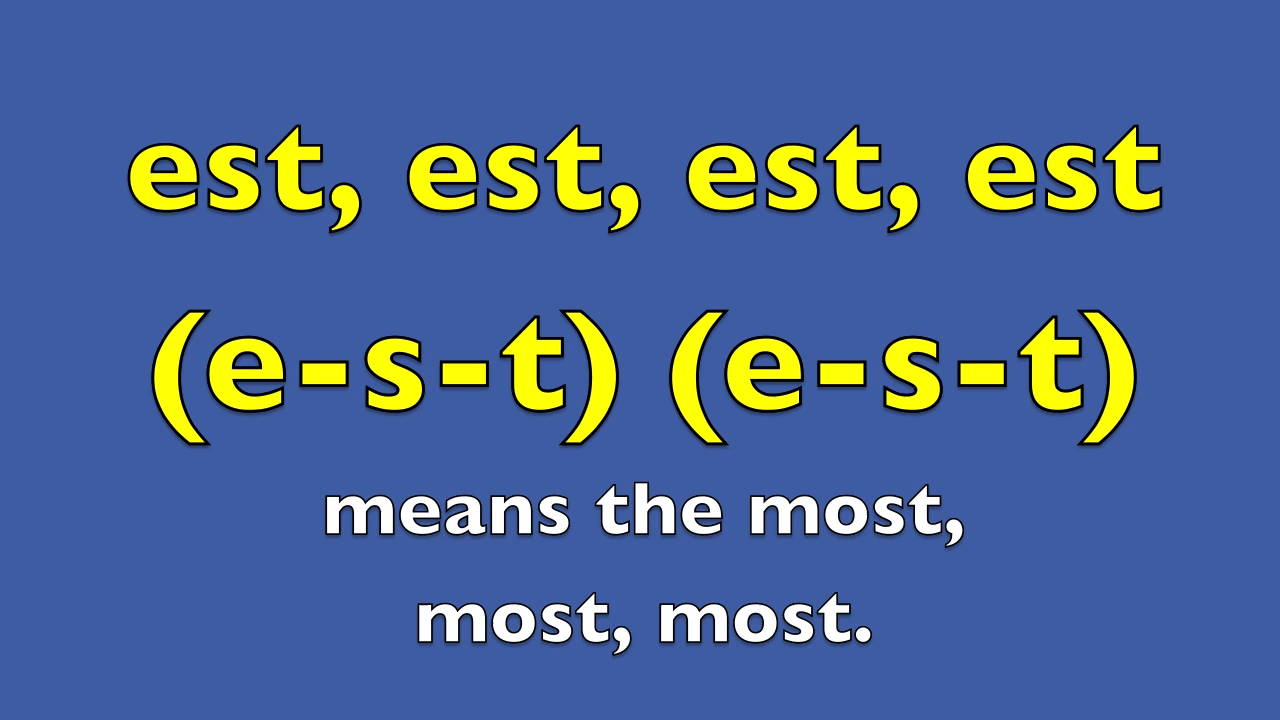 est, est, est, est
(e-s-t) (e-s-t)
means the most,
most, most.